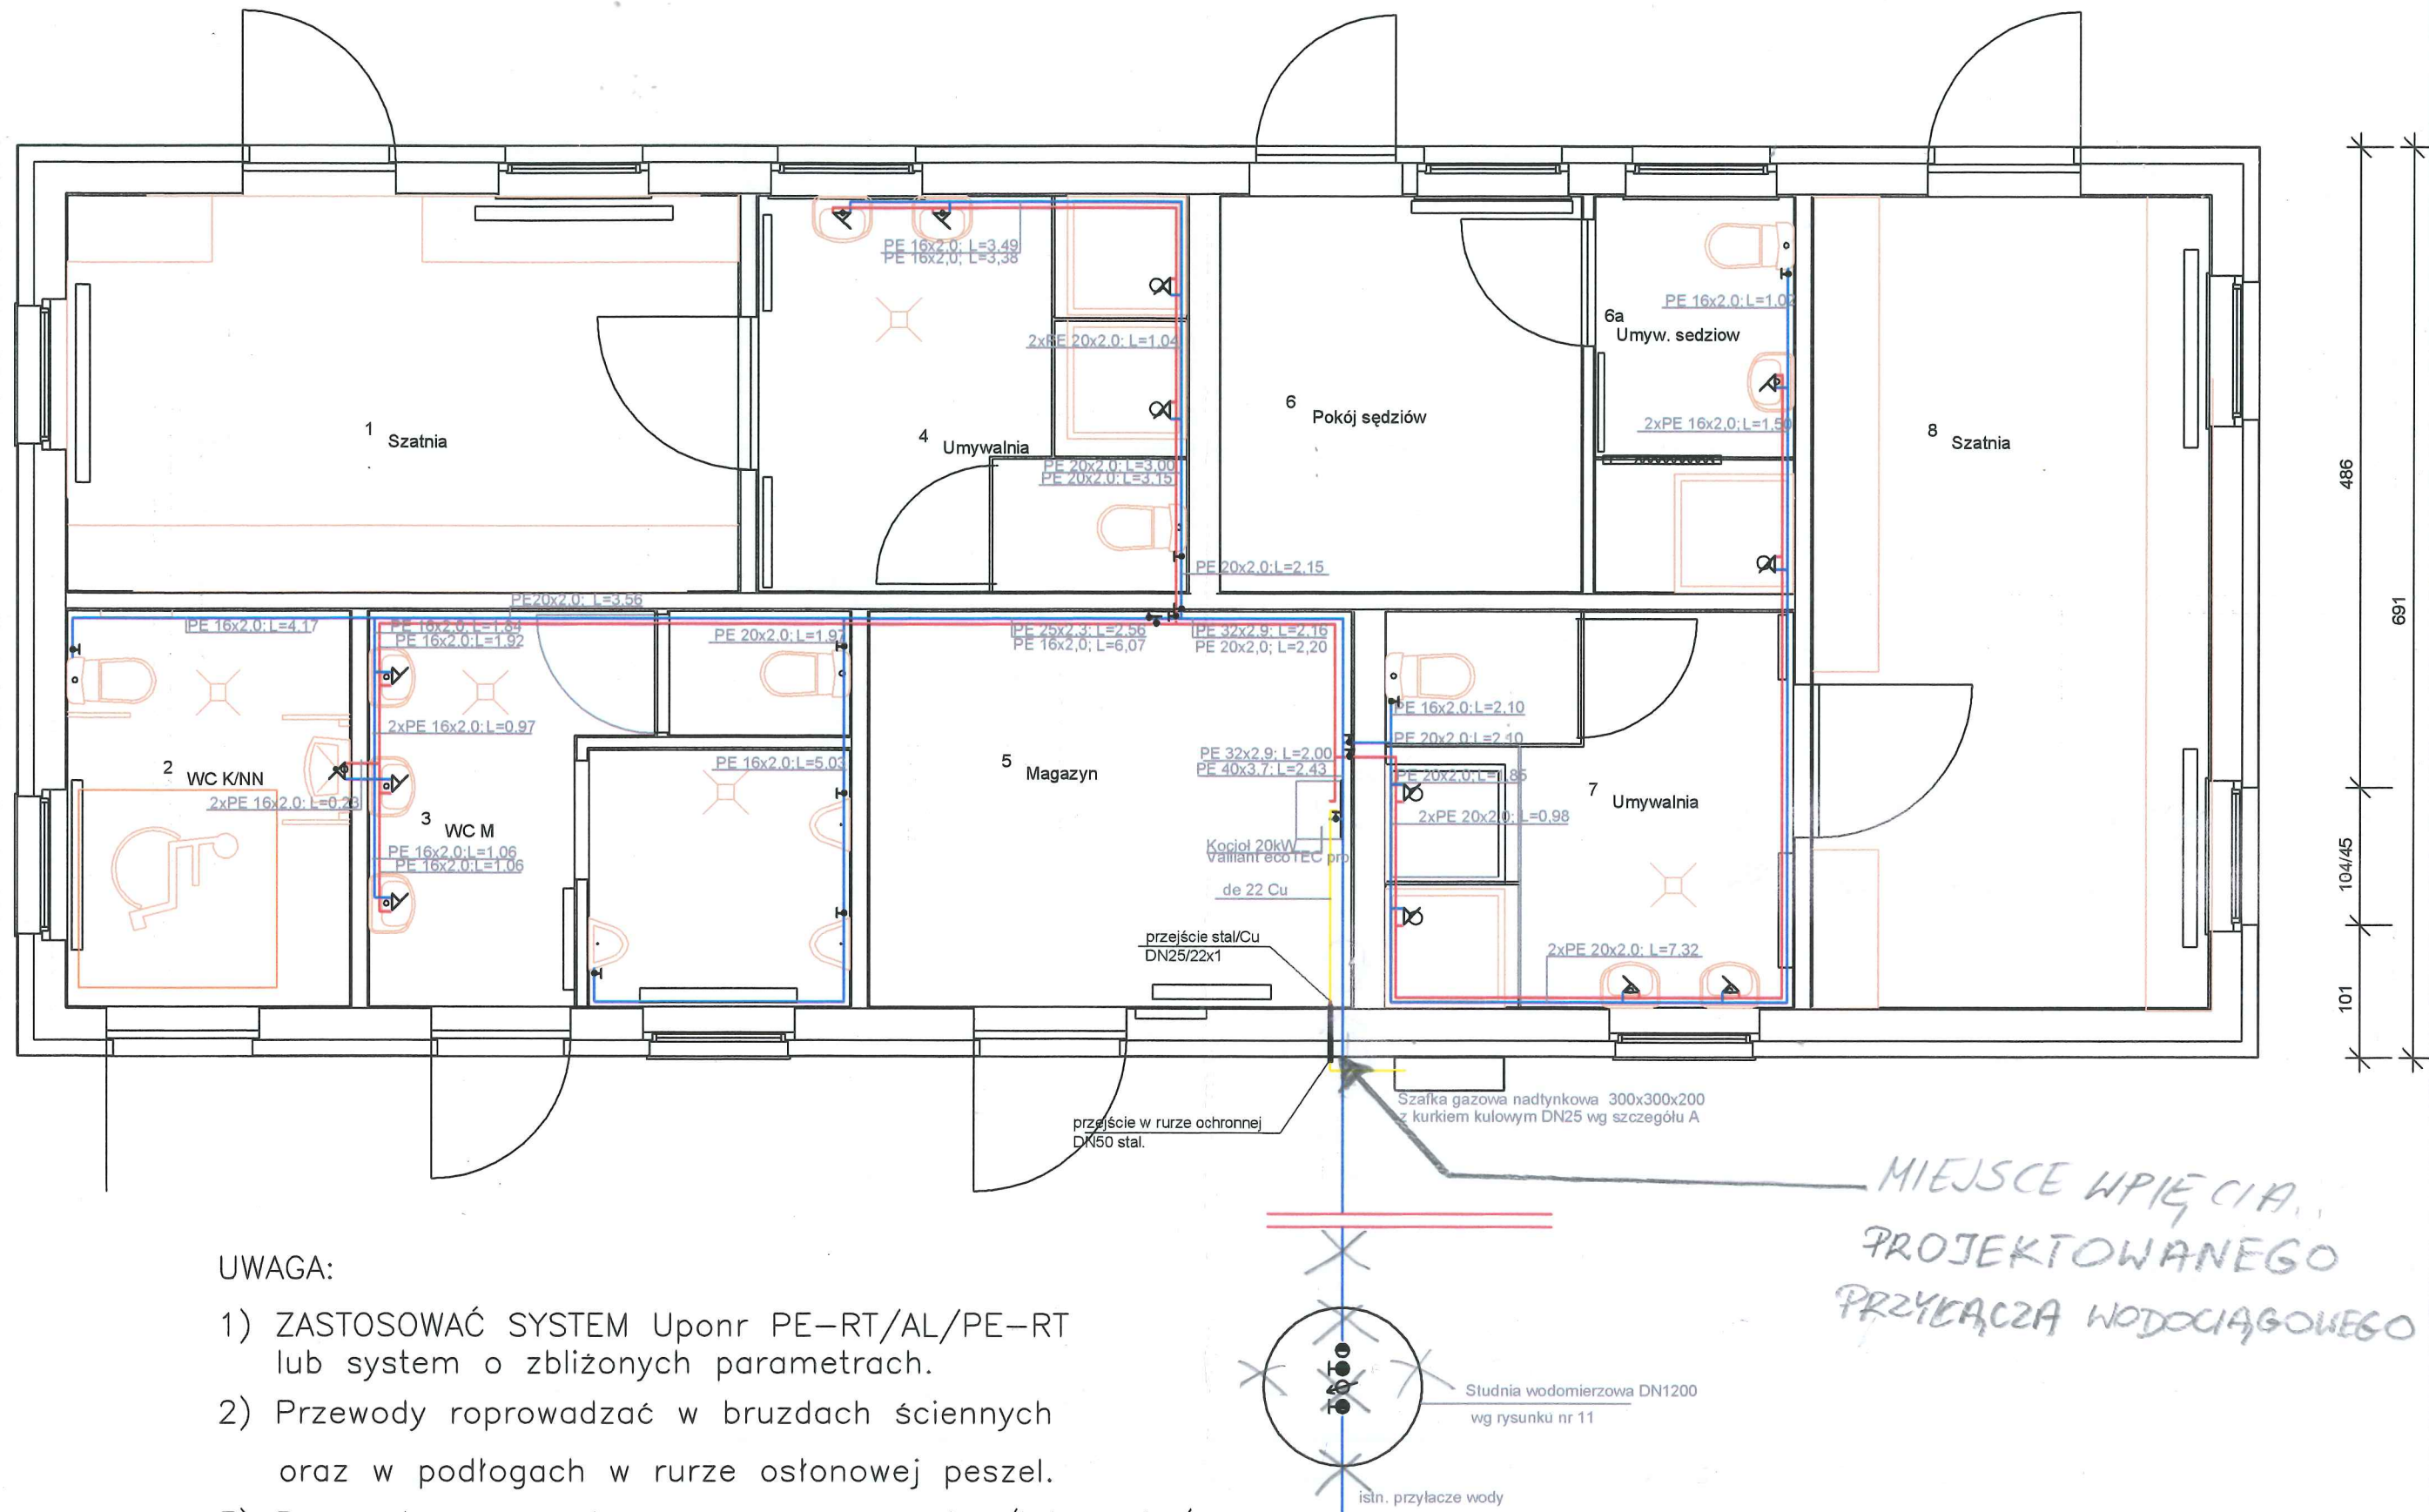 PE 16x2.0; L=3,49
PE 16x2,0; L=3,38
2xPE 20x2.0; L=1.04
PE 16x2.0; L=1.02
6a
Umyw. sedziow
2xPE 16x2,0; L=1,50
1 Szatnia
4 Umywalnia
6 Pokój sędziów
8 Szatnia
PE 20x2.0; L=3.00
PE 20x2.0; L=3.15
PE 20x2,0; L=2,15
486
691
104/45
101
PE20x2,0; L=3,56
PE 16x2.0; L=4,17
PE 16x2.0; L=1.84
PE 16x2.0; L=1.92
PE 20x2.0; L=1.97
PE 25x2.3; L=2.56
PE 16x2,0; L=6,07
PE 32x2.9; L=2,16
PE 20x2,0; L=2,20
2xPE 16x2.0; L=0.97
PE 16x2.0; L=2,10
PE 20x2.0; L=2.10
2 WC K/NN
2xPE 16x2.0; L=0,23
PE 16x2.0; L=5.03
5 Magazyn
PE 32x2,9; L=2,00
PE 40x3.7; L=2,43
PE 20x2.0; L=1.85
7 Umywalnia
2xPE 20x2.0; L=0,98
3 WC M
PE 16x2.0; L=1.06
PE 16x2.0; L=1.06
Kocioł 20kW
Vaillant ecoTEC pro
de 22 Cu
przejście stal/Cu
DN25/22x1
2xPE 20x2.0; L=7,32
Szafka gazowa nadtynkowa 300x300x200
z kurkiem kulowym DN25 wg szczegółu A
przejście w rurze ochronnej
DN50 stal.
MIEJSCE WPIĘCIA
PROJEKTOWANEGO
PRZYŁĄCZA WODOCIĄGOWEGO
UWAGA:
1) ZASTOSOWAĆ SYSTEM Uponr PE-RT/AL/PE-RT
lub system o zbliżonych parametrach.
2) Przewody roprowadzać w bruzdach ściennych
oraz w podłogach w rurze osłonowej peszel.
Studnia wodomierzowa DN1200
wg rysunku nr 11
istn. przyłacze wody